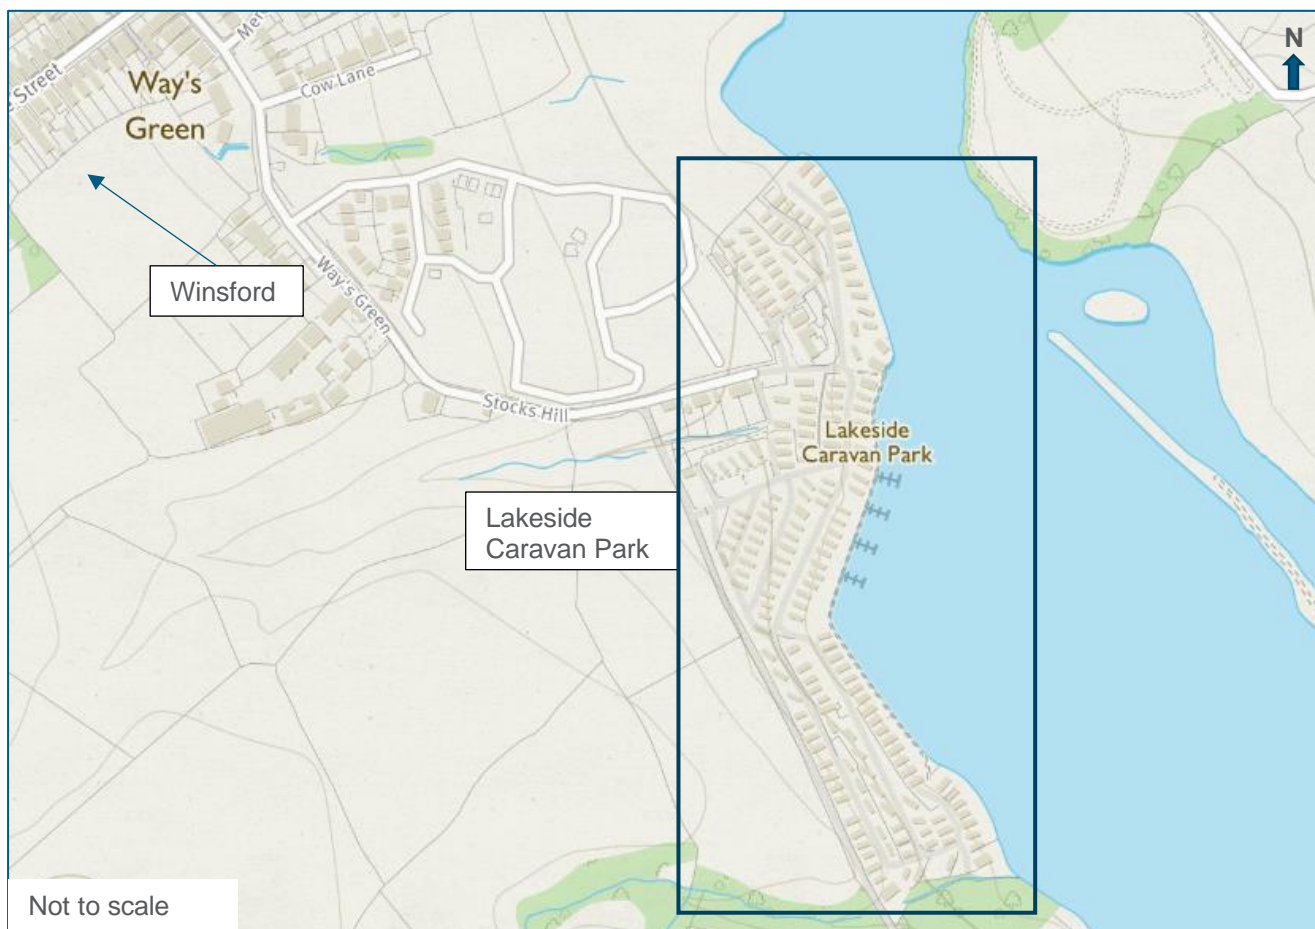 N
Street
Way's
Green
Cow Lane
Winsford
Way's Green
Stocks Hill
Lakeside
Caravan Park
Lakeside
Caravan Park
Not to scale